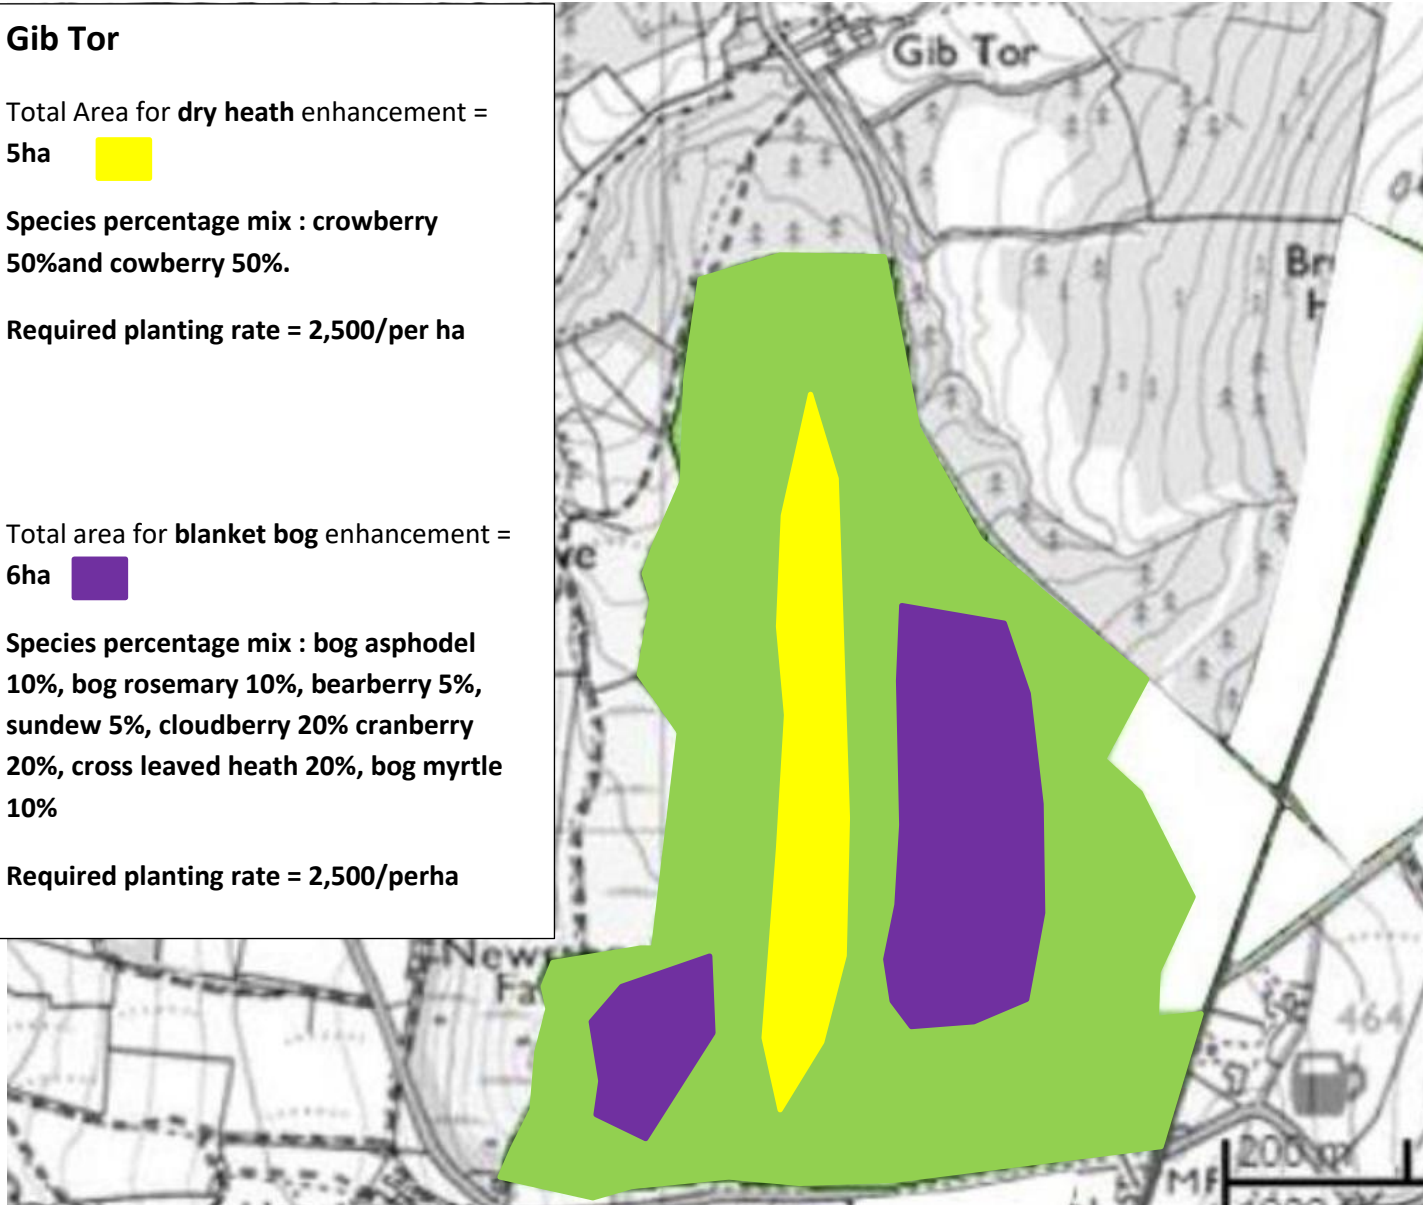 Gib Tor
Total Area for dry heath enhancement =
5ha
Species percentage mix : crowberry
50%and cowberry 50%.
Required planting rate = 2,500/per ha
Total area for blanket bog enhancement =
6ha
Species percentage mix : bog asphodel
10%, bog rosemary 10%, bearberry 5%,
sundew 5%, cloudberry 20% cranberry
20%, cross leaved heath 20%, bog myrtle
10%
Required planting rate = 2,500/perha
Gib Tor
464
200 m